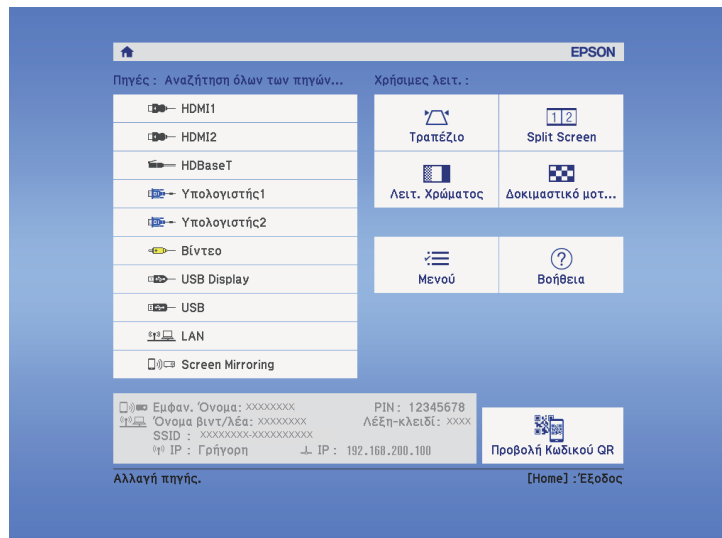 EPSON
Πηγές : Αναζήτηση όλων των πηγών...
Χρήσιμες λειτ. :
HDMI1
HDMI2
HDBaseT
Υπολογιστής1
Υπολογιστής2
Βίντεο
USB Display
USB
LAN
Screen Mirroring
Τραπέζιο
1 2
Split Screen
Λειτ. Χρώματος
Δοκιμαστικό μοτ...
Μενού
?
Βοήθεια
Εμφαν. Όνομα: XXXXXXXX
PIN : 12345678
Όνομα βιντ/λέα: XXXXXXXX
Λέξη-κλειδί: XXXX
SSID : XXXXXXXX-XXXXXXXXXX
IP : Γρήγορη
IP : 192.168.200.100
Προβολή Κωδικού QR
Αλλαγή πηγής.
[Home] :Έξοδος